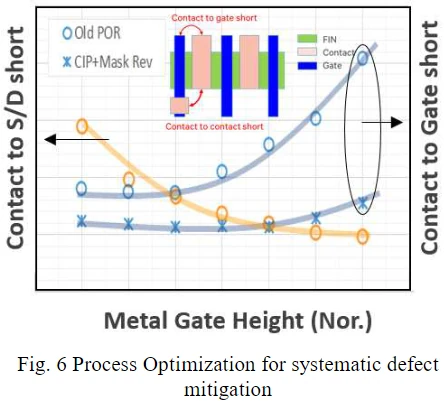 Contact to S/D short
Old POR
CIP+Mask Rev
Contact to gate short
FIN
Contact
Gate
Contact to contact short
Contact to Gate short
Metal Gate Height (Nor.)
Fig. 6 Process Optimization for systematic defect
mitigation